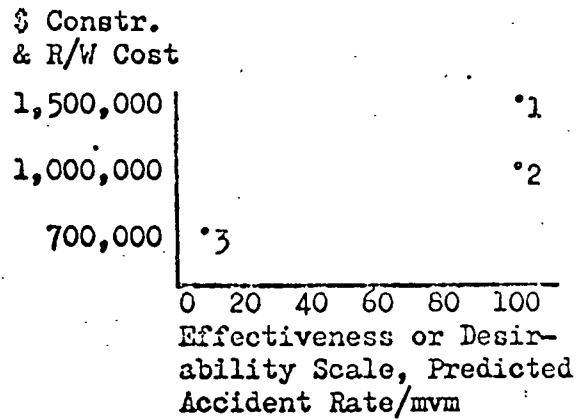 $ Constr.
& R/W Cost
1,500,000
1
1,000,000
2
700,000
3
0 20 40 60 80 100
Effectiveness or Desir-
ability Scale, Predicted
Accident Rate/mvm